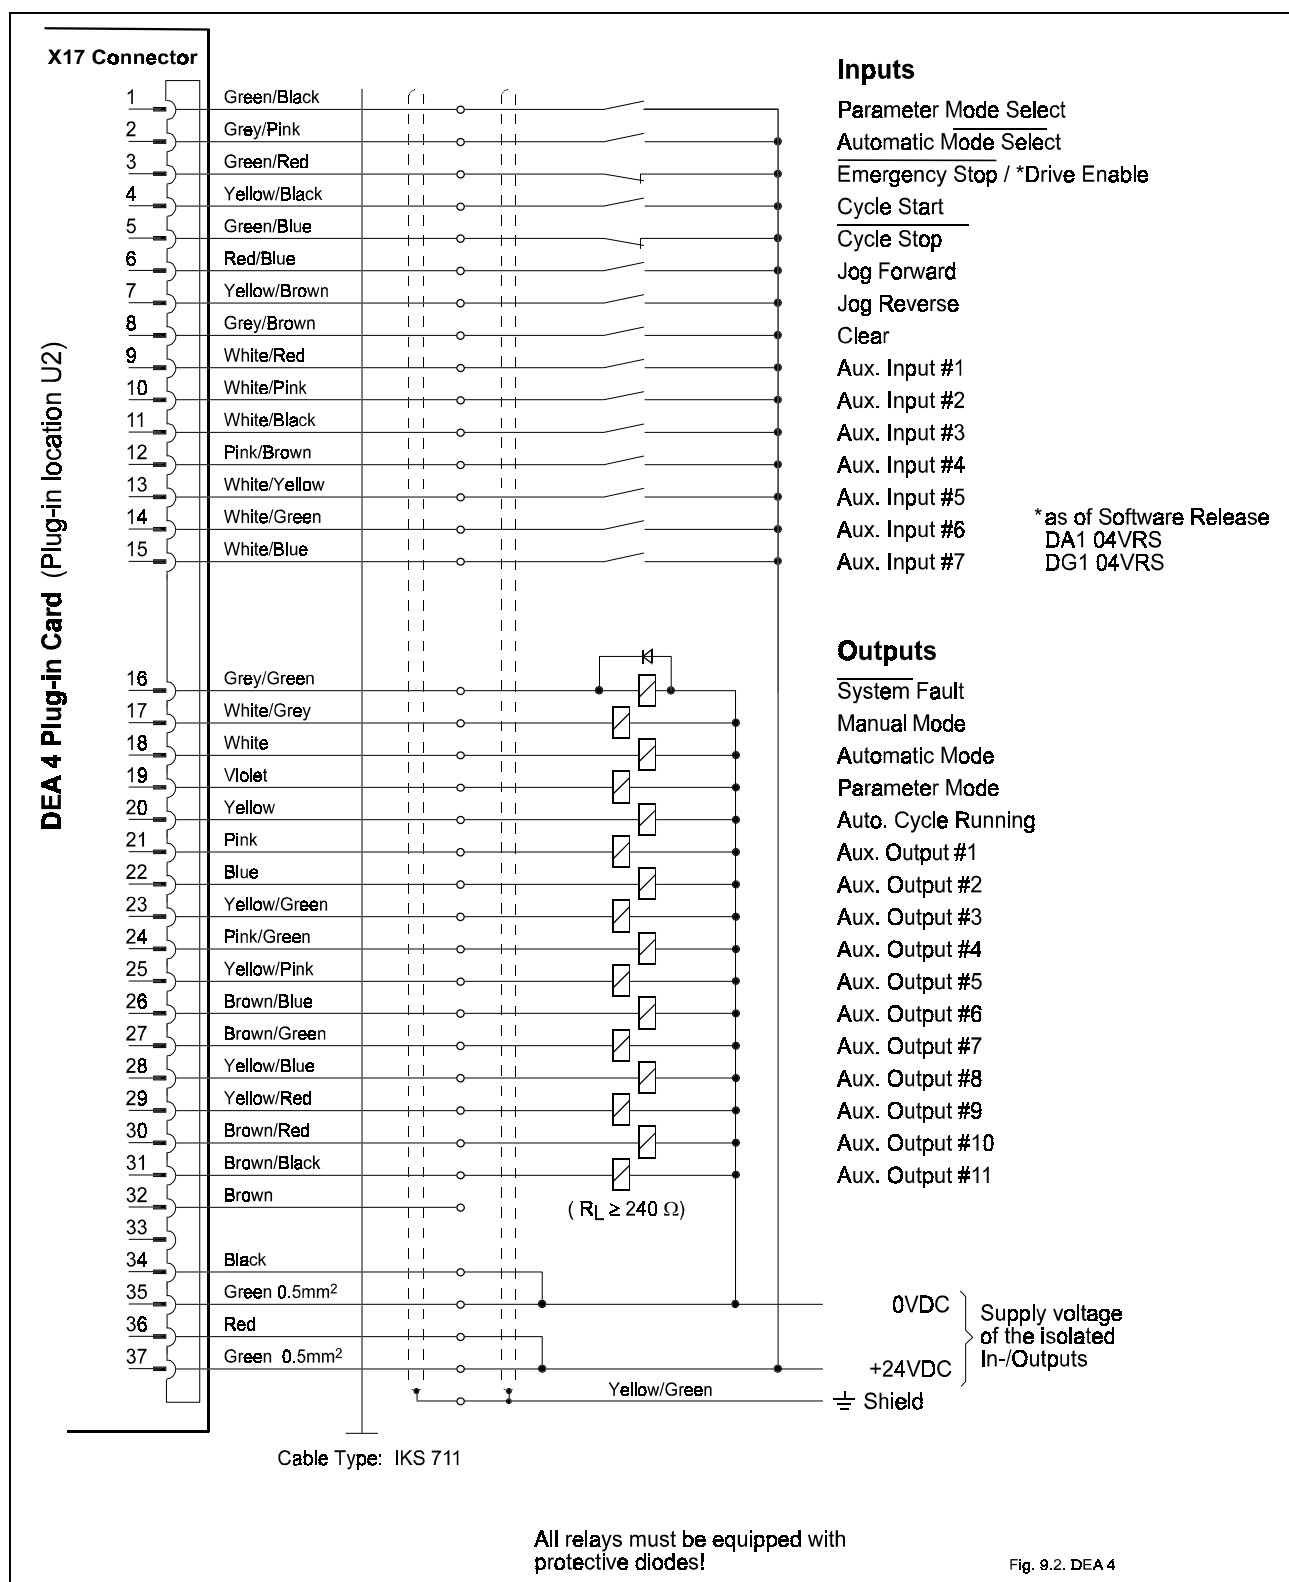 X17 Connector
DEA 4 Plug-in Card (Plug-in location U2)
Inputs
1 Green/Black Parameter Mode Select
2 Grey/Pink Automatic Mode Select
3 Green/Red Emergency Stop / *Drive Enable
4 Yellow/Black Cycle Start
5 Green/Blue Cycle Stop
6 Red/Blue Jog Forward
7 Yellow/Brown Jog Reverse
8 Grey/Brown Clear
9 White/Red Aux. Input #1
10 White/Pink Aux. Input #2
11 White/Black Aux. Input #3
12 Pink/Brown Aux. Input #4
13 White/Yellow Aux. Input #5
14 White/Green Aux. Input #6
15 White/Blue Aux. Input #7
*as of Software Release
DA1 04VRS
DG1 04VRS
Outputs
16 Grey/Green System Fault
17 White/Grey Manual Mode
18 White Automatic Mode
19 Violet Parameter Mode
20 Yellow Auto. Cycle Running
21 Pink Aux. Output #1
22 Blue Aux. Output #2
23 Yellow/Green Aux. Output #3
24 Pink/Green Aux. Output #4
25 Yellow/Pink Aux. Output #5
26 Brown/Blue Aux. Output #6
27 Brown/Green Aux. Output #7
28 Yellow/Blue Aux. Output #8
29 Yellow/Red Aux. Output #9
30 Brown/Red Aux. Output #10
31 Brown/Black Aux. Output #11
32 Brown
( RL ≥ 240 Ω)
33
34 Black
35 Green 0.5mm² 0VDC
36 Red
37 Green 0.5mm² +24VDC
Supply voltage
of the isolated
In-/Outputs
Yellow/Green Shield
Cable Type: IKS 711
All relays must be equipped with
protective diodes!
Fig. 9.2. DEA 4